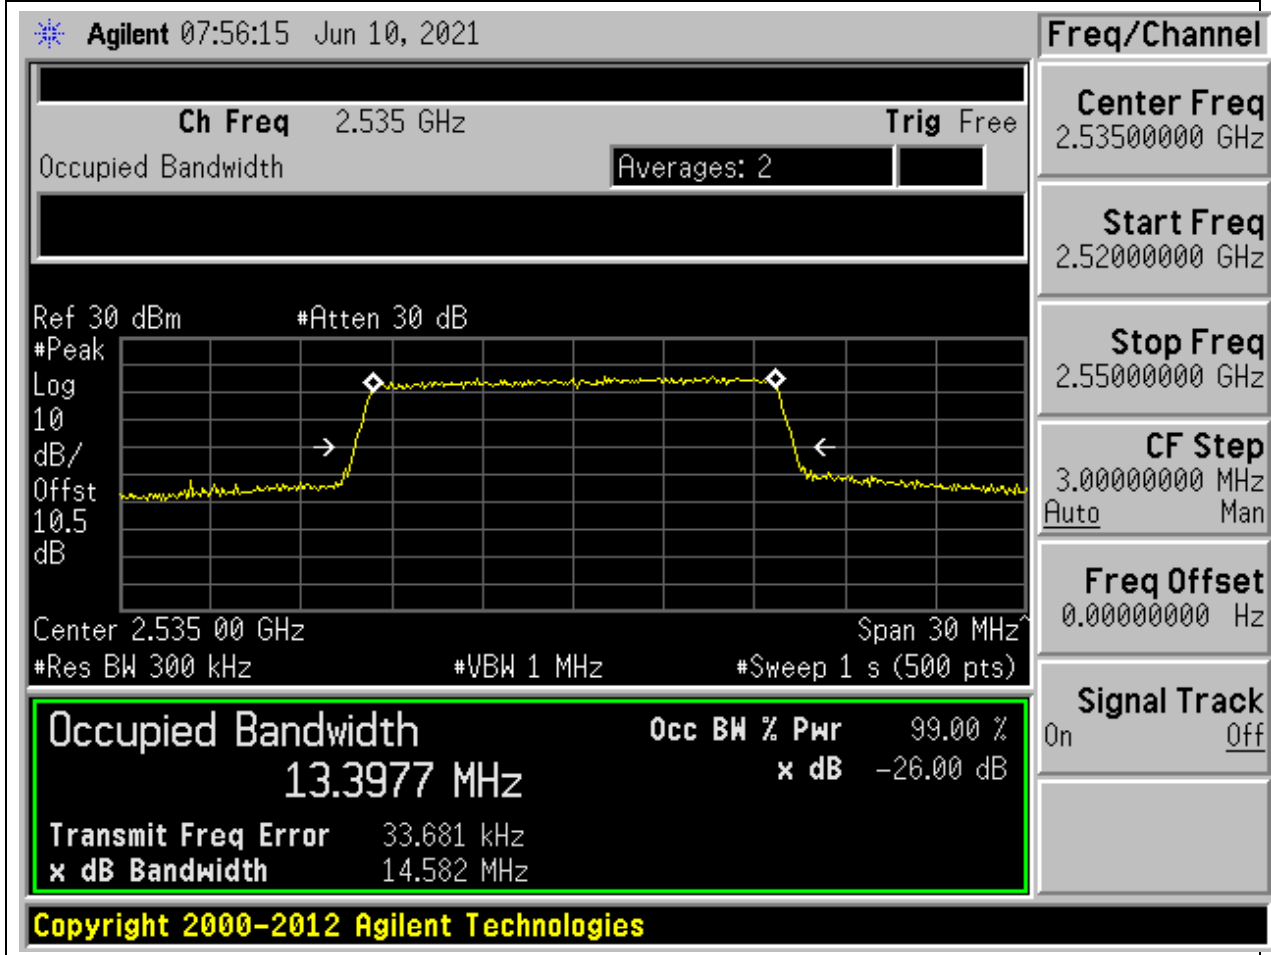 Agilent 07:56:15 Jun 10, 2021
Freq/Channel
Ch Freq 2.535 GHz Trig Free
Occupied Bandwidth Averages: 2
Center Freq
2.53500000 GHz
Start Freq
2.52000000 GHz
Stop Freq
2.55000000 GHz
CF Step
3.00000000 MHz
Auto Man
Freq Offset
0.00000000 Hz
Signal Track
On Off
Ref 30 dBm #Atten 30 dB
#Peak
Log
10
dB/
Offst
10.5
dB
Center 2.535 00 GHz Span 30 MHz^
#Res BW 300 kHz #VBW 1 MHz #Sweep 1 s (500 pts)
Occupied Bandwidth Occ BW % Pwr 99.00 %
13.3977 MHz x dB -26.00 dB
Transmit Freq Error 33.681 kHz
x dB Bandwidth 14.582 MHz
Copyright 2000-2012 Agilent Technologies